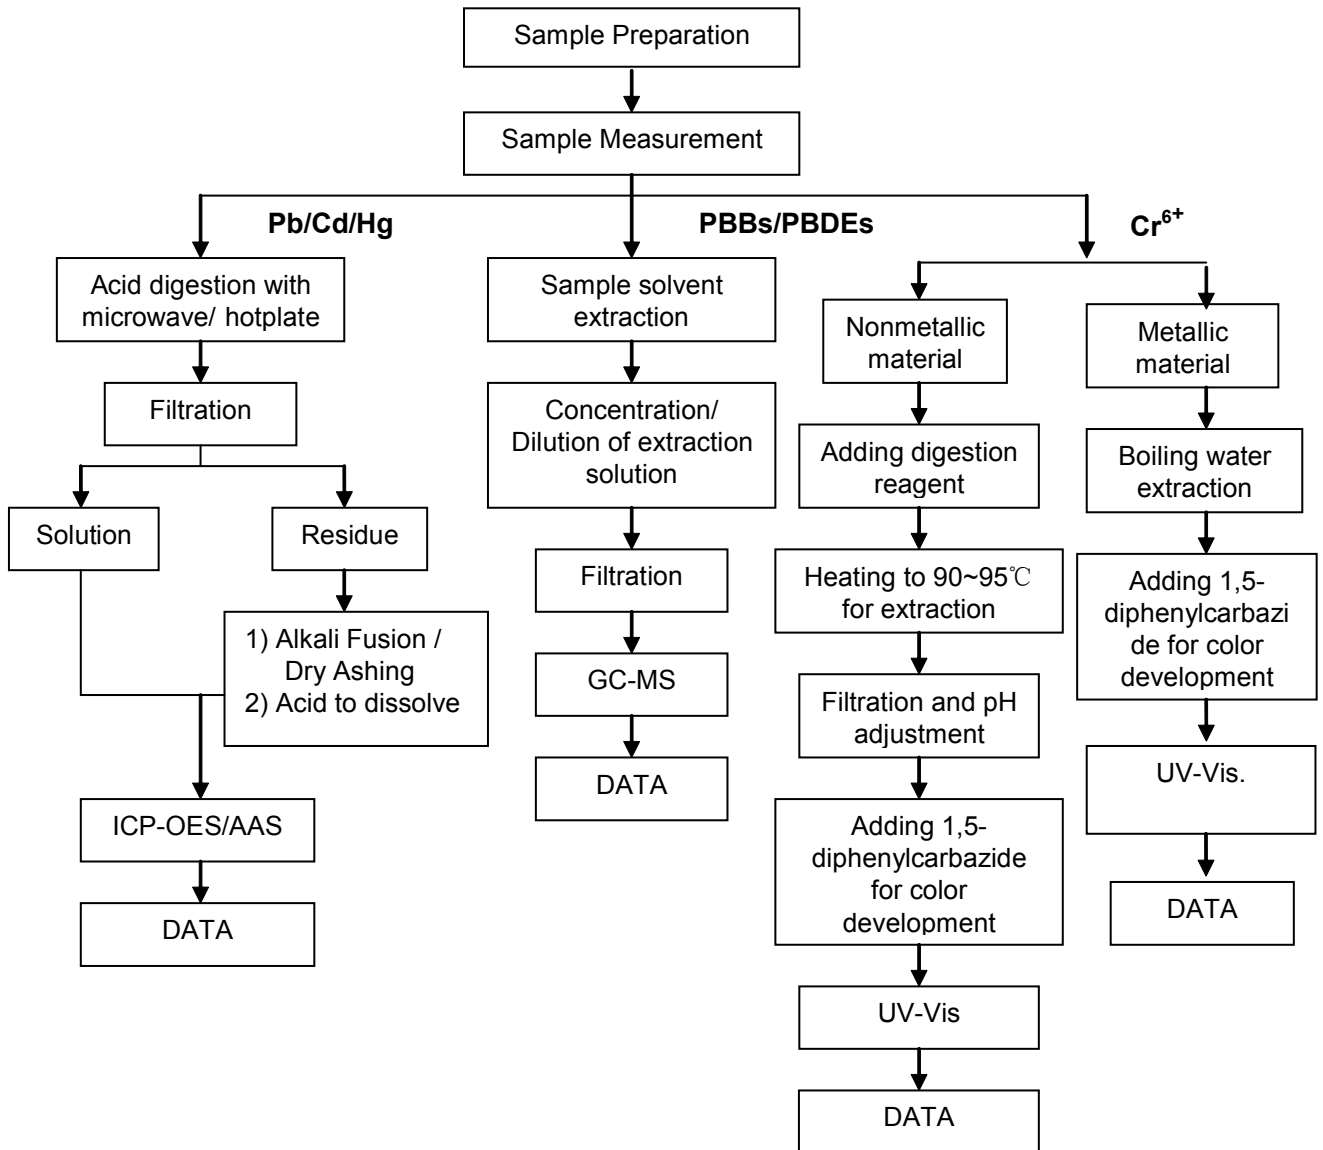 Sample Preparation
Sample Measurement
Pb/Cd/Hg
PBBs/PBDEs
Cr⁶⁺
Acid digestion with
microwave/ hotplate
Filtration
Solution
Residue
1) Alkali Fusion /
Dry Ashing
2) Acid to dissolve
ICP-OES/AAS
DATA
Sample solvent
extraction
Concentration/
Dilution of extraction
solution
Filtration
GC-MS
DATA
Nonmetallic
material
Adding digestion
reagent
Heating to 90~95℃
for extraction
Filtration and pH
adjustment
Adding 1,5-
diphenylcarbazide
for color
development
UV-Vis
DATA
Metallic
material
Boiling water
extraction
Adding 1,5-
diphenylcarbazi
de for color
development
UV-Vis.
DATA